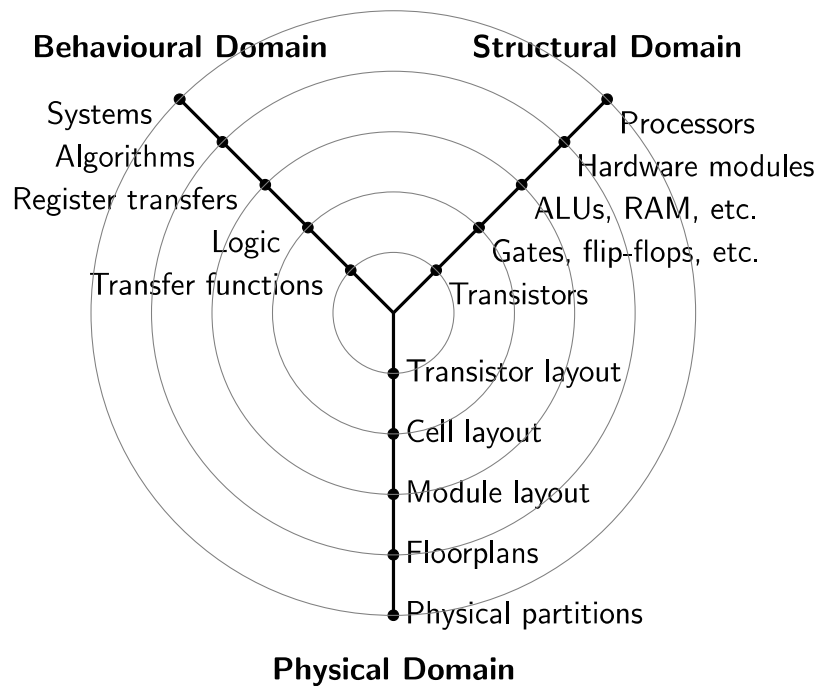 Behavioural Domain
Structural Domain
Systems
Algorithms
Register transfers
Logic
Transfer functions
Processors
Hardware modules
ALUs, RAM, etc.
Gates, flip-flops, etc.
Transistors
Transistor layout
Cell layout
Module layout
Floorplans
Physical partitions
Physical Domain